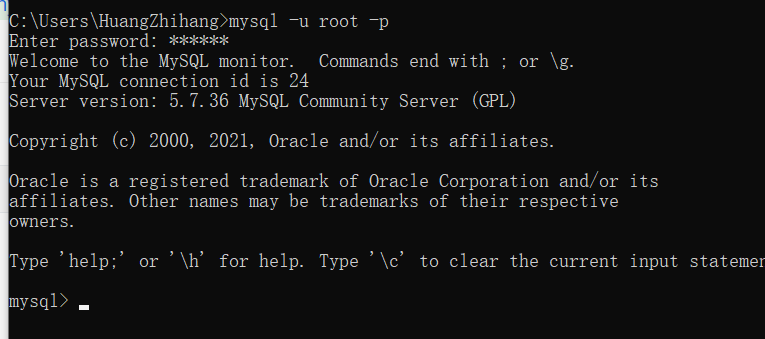 C:\Users\HuangZhihang>mysql -u root -p
Enter password: ******
Welcome to the MySQL monitor.  Commands end with ; or \g.
Your MySQL connection id is 24
Server version: 5.7.36 MySQL Community Server (GPL)
Copyright (c) 2000, 2021, Oracle and/or its affiliates.
Oracle is a registered trademark of Oracle Corporation and/or its
affiliates. Other names may be trademarks of their respective
owners.
Type 'help;' or '\h' for help. Type '\c' to clear the current input statemen
mysql>